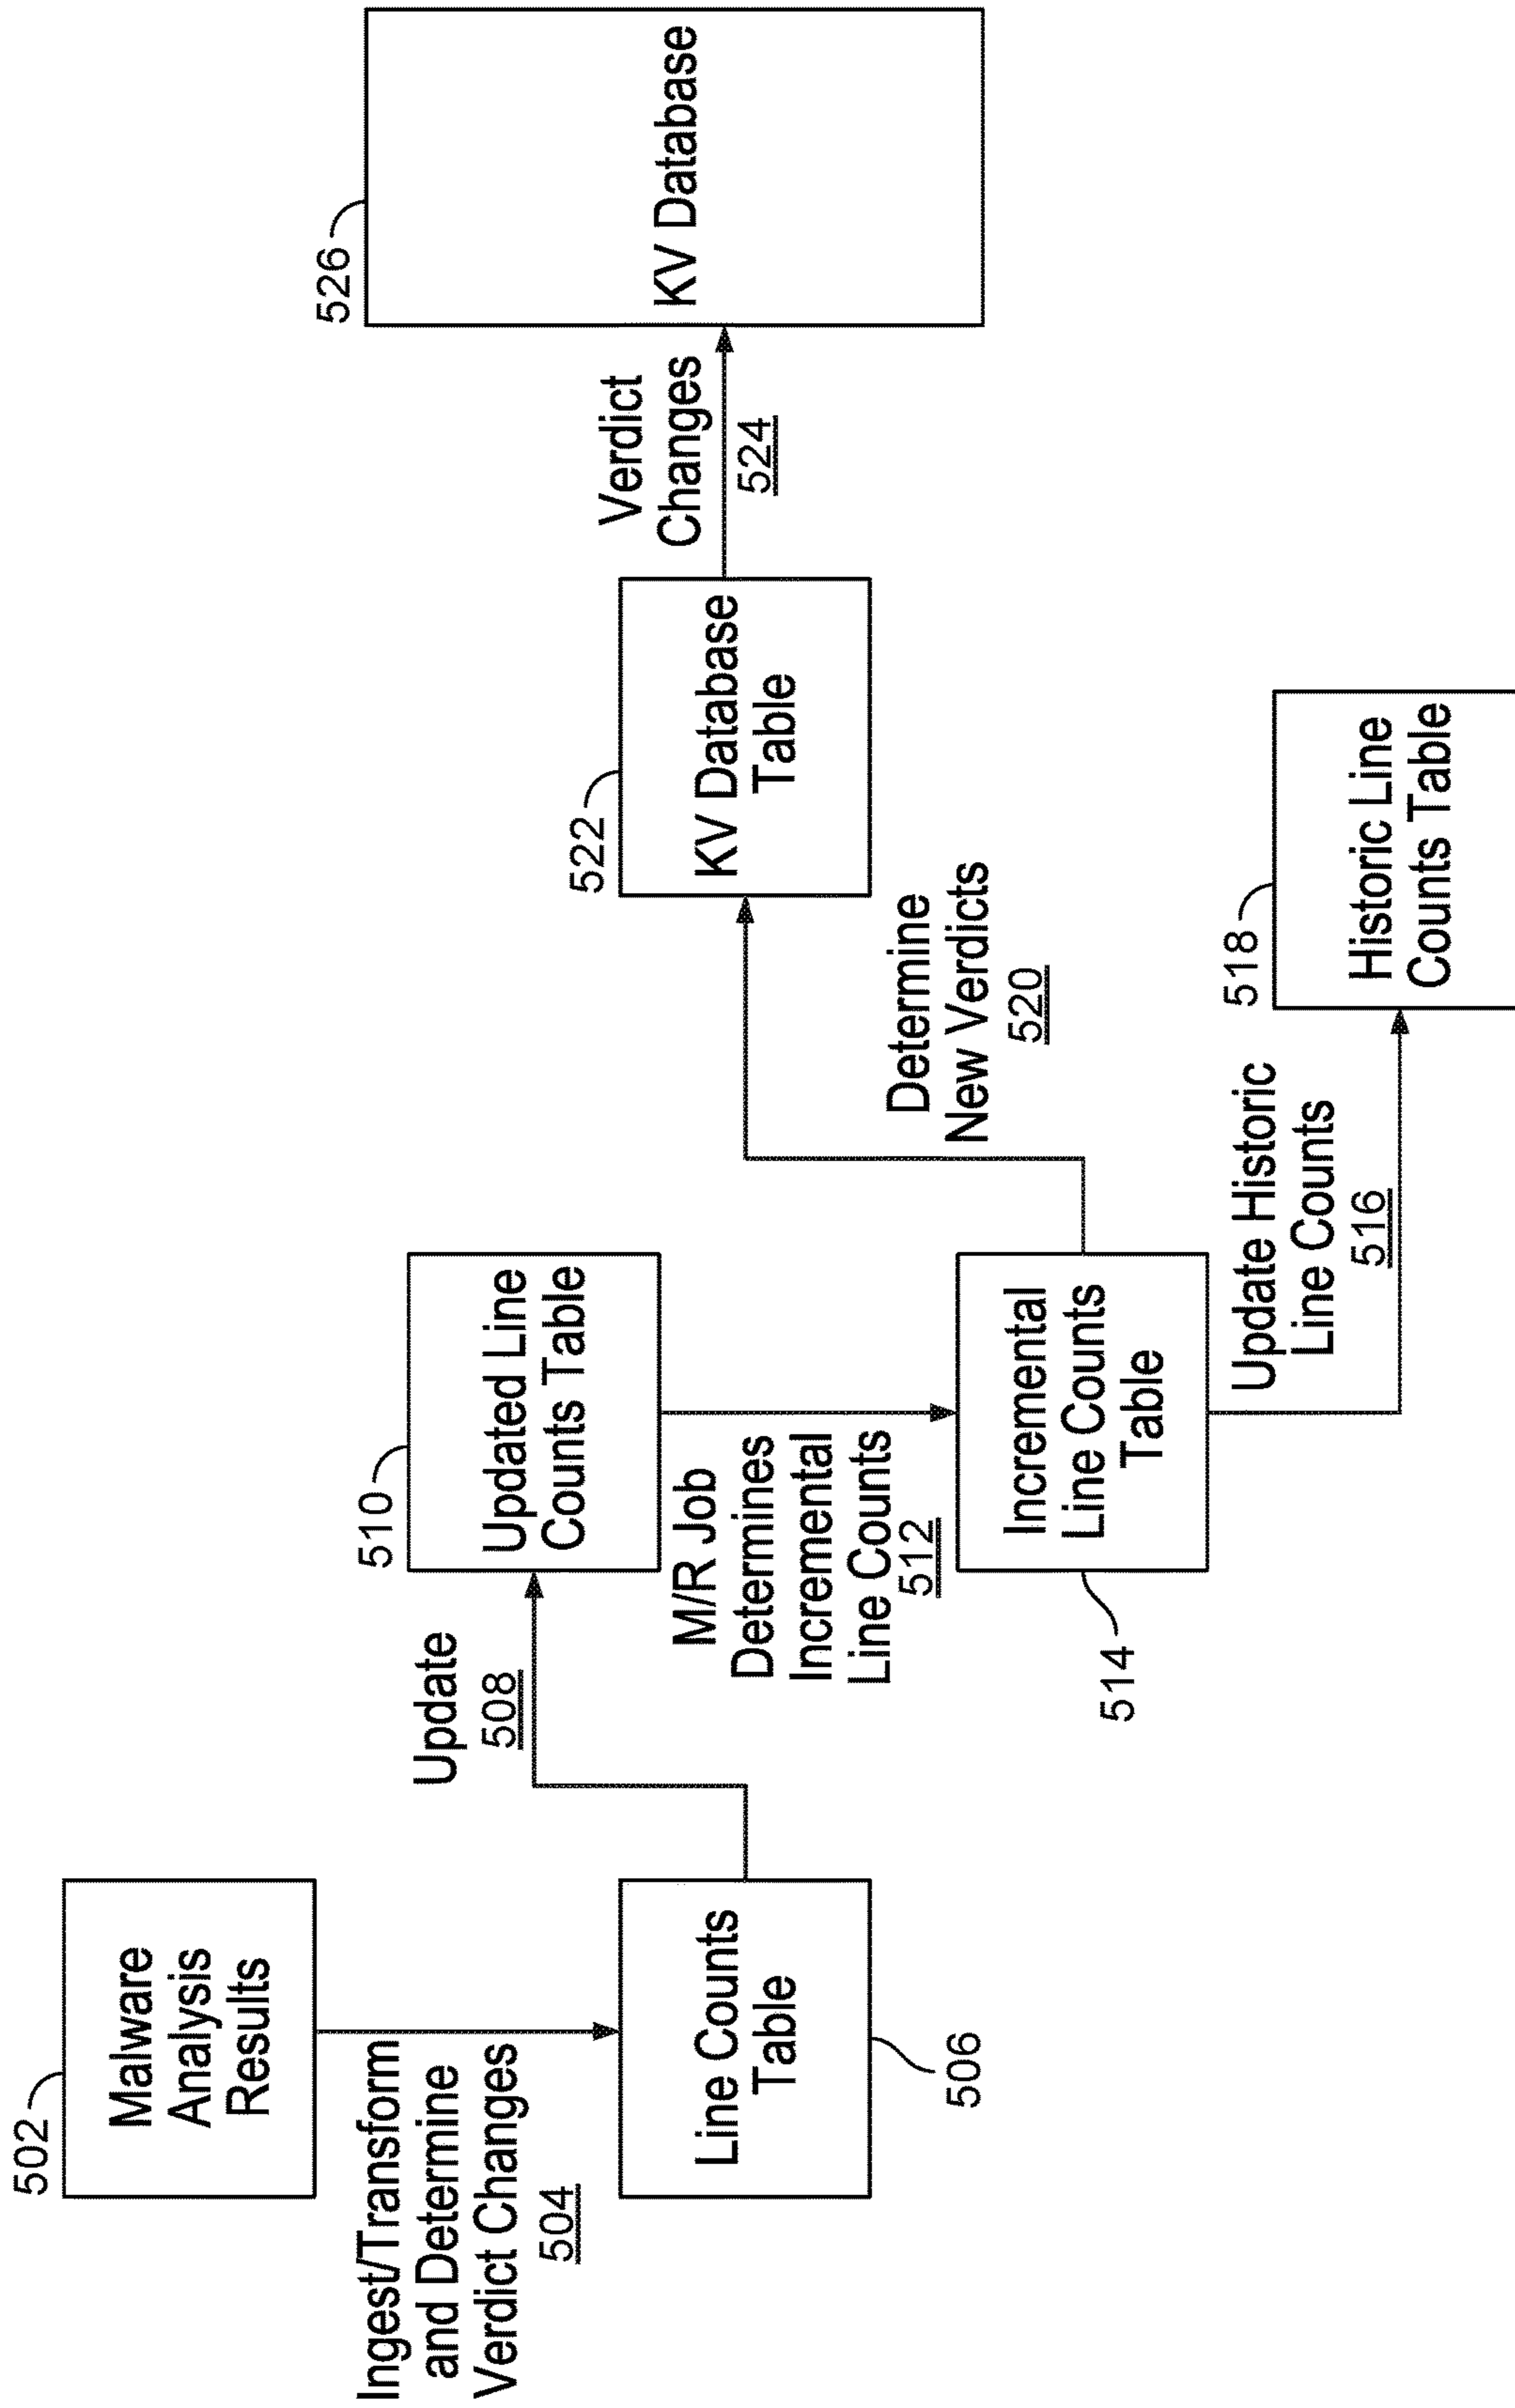 502
Malware
Analysis
Results
Ingest/Transform
and Determine
Verdict Changes
504
Line Counts
Table
506
Update
508
510
Updated Line
Counts Table
M/R Job
Determines
Incremental
Line Counts
512
Incremental
Line Counts
Table
514
Update Historic
Line Counts
516
518
Historic Line
Counts Table
Determine
New Verdicts
520
522
KV Database
Table
Verdict
Changes
524
526
KV Database